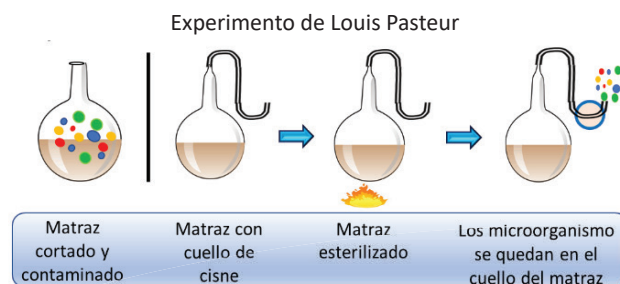 Experimento de Louis Pasteur
Matraz
cortado y
contaminado
Matraz con
cuello de
cisne
Matraz
esterilizado
Los microorganismo
se quedan en el
cuello del matraz